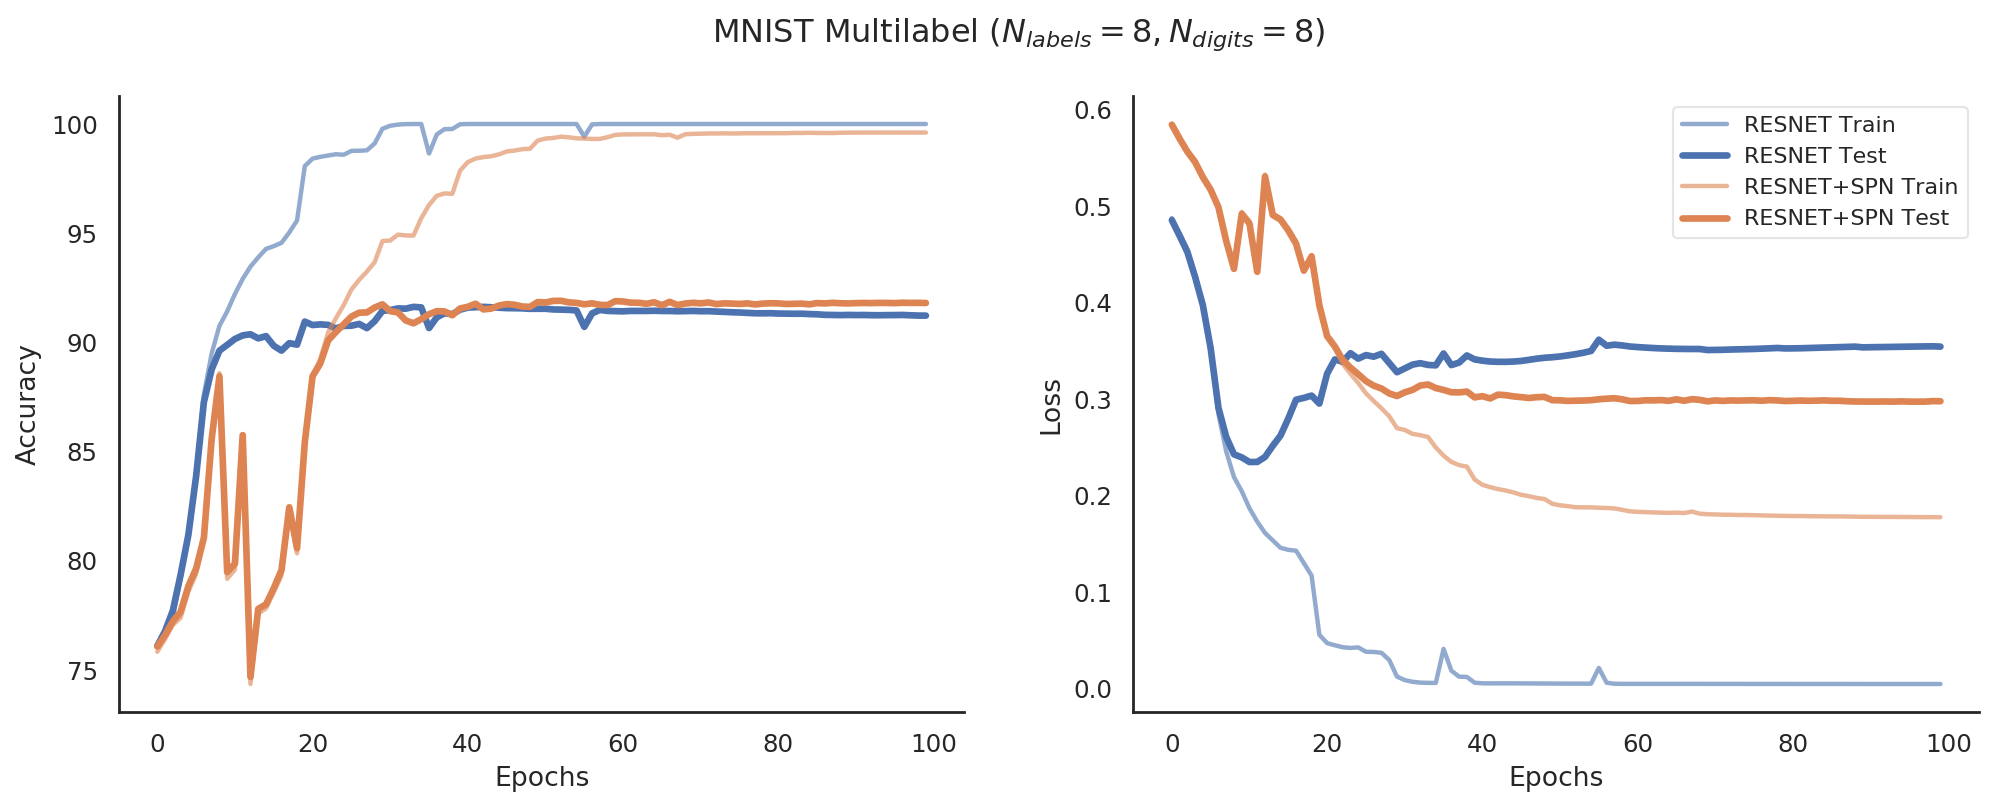 MNIST Multilabel (N_labels = 8, N_digits = 8)
Accuracy
100
95
90
85
80
75
0 20 40 60 80 100
Epochs
Loss
0.6
0.5
0.4
0.3
0.2
0.1
0.0
0 20 40 60 80 100
Epochs
RESNET Train
RESNET Test
RESNET+SPN Train
RESNET+SPN Test